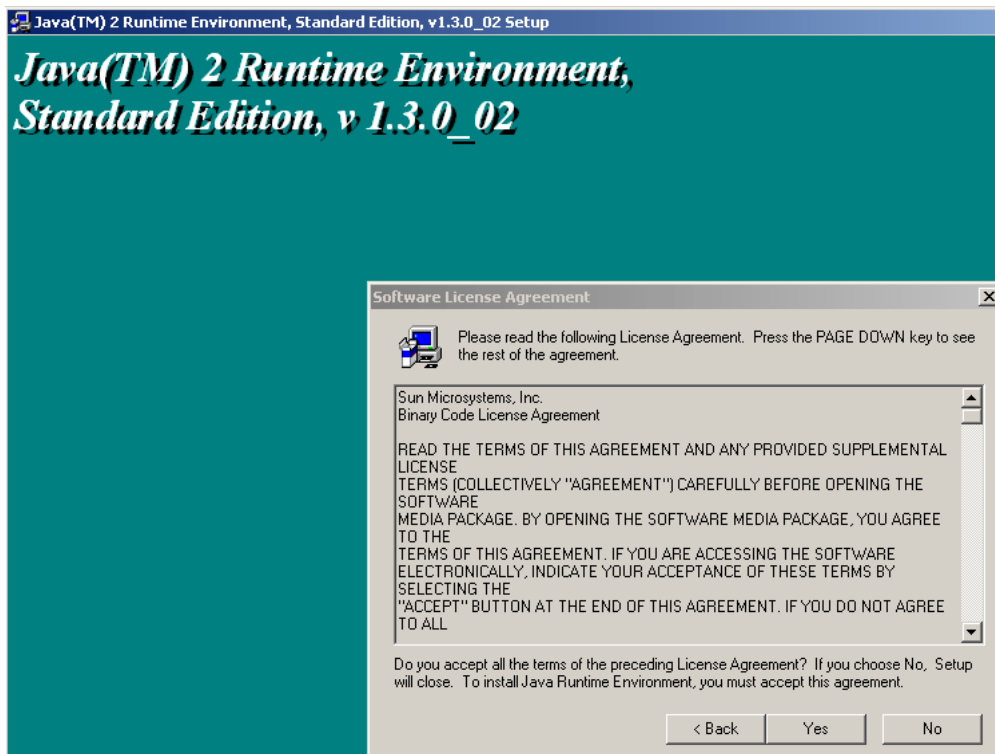 Java(TM) 2 Runtime Environment, Standard Edition, v1.3.0_02 Setup
Java(TM) 2 Runtime Environment,
Standard Edition, v 1.3.0_02
Software License Agreement
Please read the following License Agreement.  Press the PAGE DOWN key to see
the rest of the agreement.
Sun Microsystems, Inc.
Binary Code License Agreement
READ THE TERMS OF THIS AGREEMENT AND ANY PROVIDED SUPPLEMENTAL
LICENSE
TERMS (COLLECTIVELY "AGREEMENT") CAREFULLY BEFORE OPENING THE
SOFTWARE
MEDIA PACKAGE. BY OPENING THE SOFTWARE MEDIA PACKAGE, YOU AGREE
TO THE
TERMS OF THIS AGREEMENT. IF YOU ARE ACCESSING THE SOFTWARE
ELECTRONICALLY, INDICATE YOUR ACCEPTANCE OF THESE TERMS BY
SELECTING THE
"ACCEPT" BUTTON AT THE END OF THIS AGREEMENT. IF YOU DO NOT AGREE
TO ALL
Do you accept all the terms of the preceding License Agreement?  If you choose No,  Setup
will close.  To install Java Runtime Environment, you must accept this agreement.
< Back
Yes
No